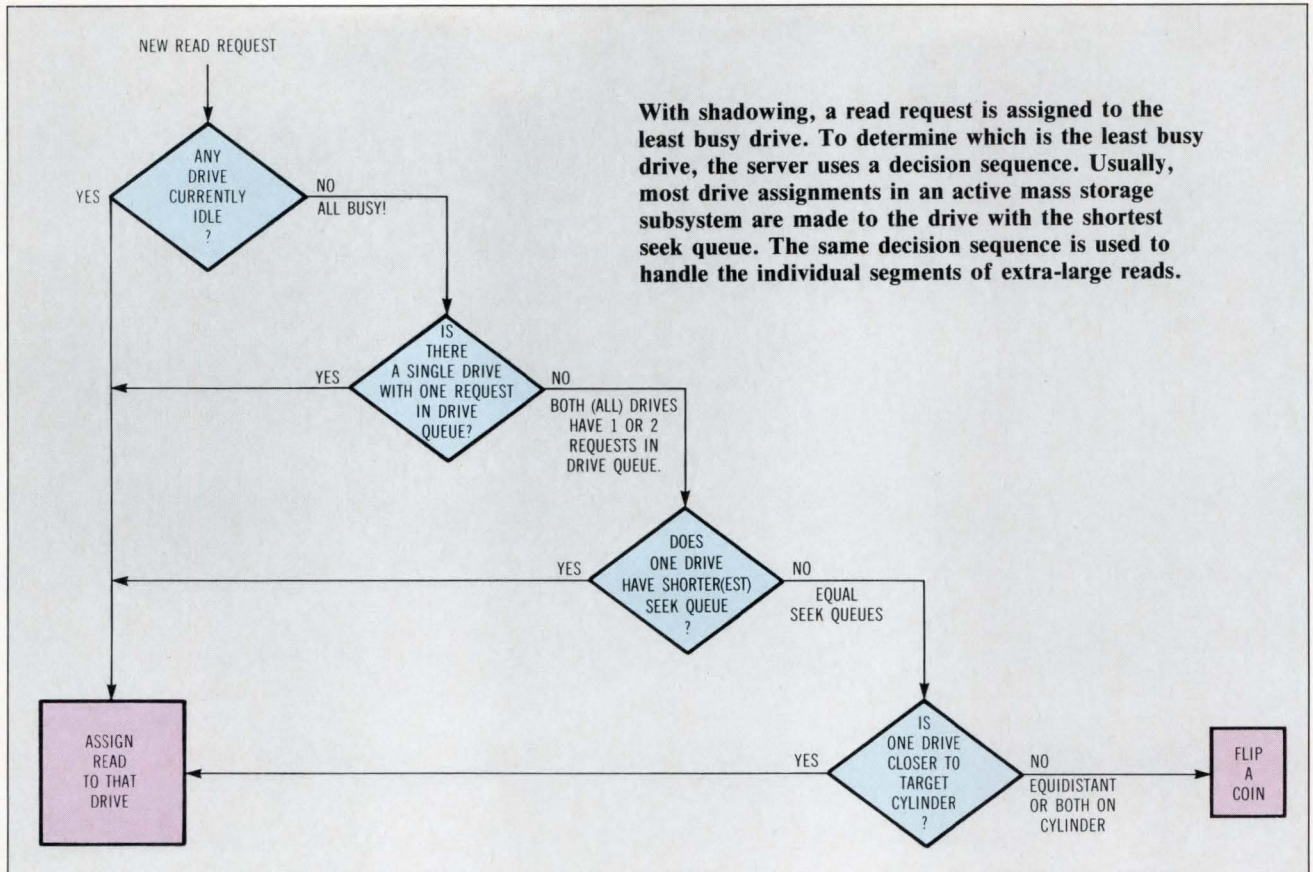 NEW READ REQUEST
With shadowing, a read request is assigned to the
least busy drive. To determine which is the least busy
drive, the server uses a decision sequence. Usually,
most drive assignments in an active mass storage
subsystem are made to the drive with the shortest
seek queue. The same decision sequence is used to
handle the individual segments of extra-large reads.
ANY
DRIVE
CURRENTLY
IDLE
?
YES
NO
ALL BUSY!
IS
THERE
A SINGLE DRIVE
WITH ONE REQUEST
IN DRIVE
QUEUE?
YES
NO
BOTH (ALL) DRIVES
HAVE 1 OR 2
REQUESTS IN
DRIVE QUEUE.
DOES
ONE DRIVE
HAVE SHORTER(EST)
SEEK QUEUE
?
YES
NO
EQUAL
SEEK QUEUES
IS
ONE DRIVE
CLOSER TO
TARGET
CYLINDER
?
YES
NO
EQUIDISTANT
OR BOTH ON
CYLINDER
ASSIGN
READ
TO THAT
DRIVE
FLIP
A
COIN